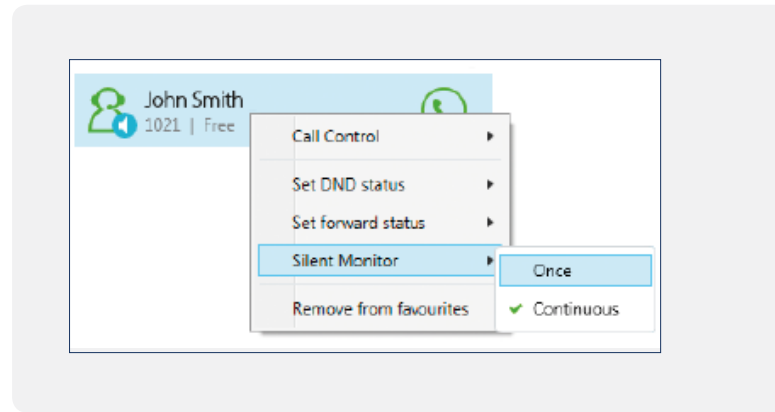 John Smith
1021 | Free
Call Control
Set DND status
Set forward status
Silent Monitor
Once
Continuous
Remove from favourites